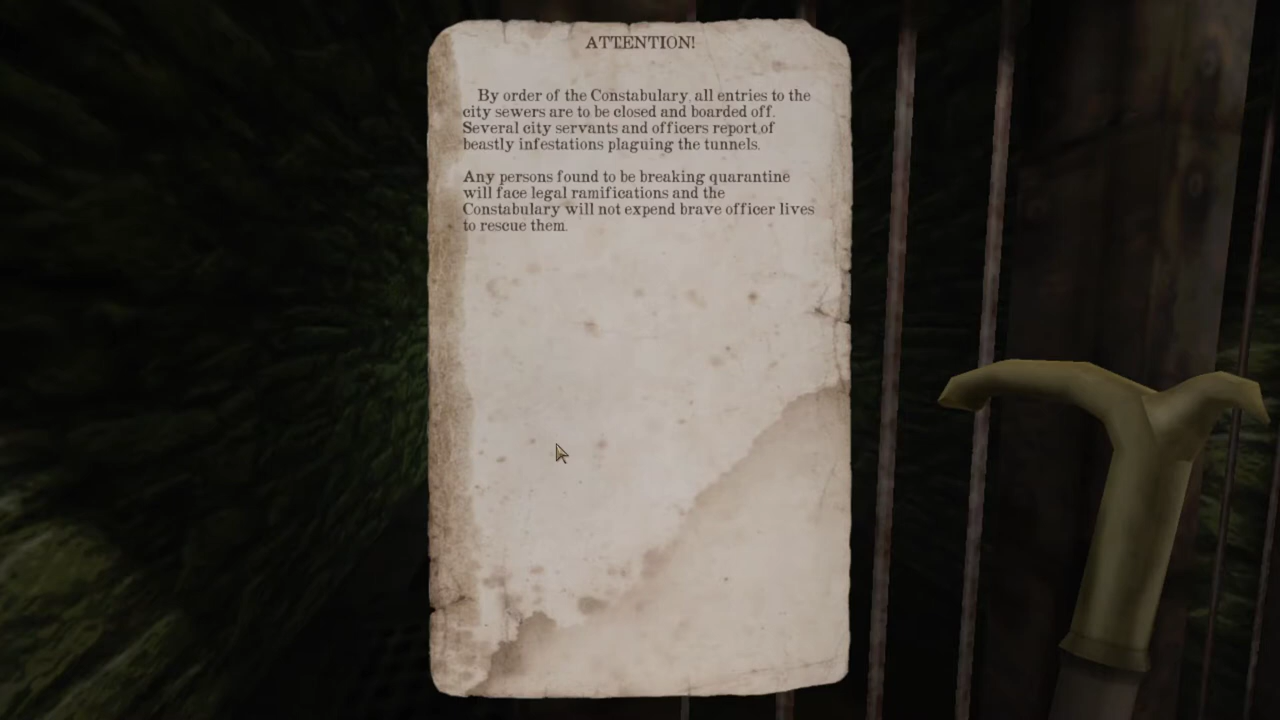 ATTENTION!
By order of the Constabulary, all entries to the
city sewers are to be closed and boarded off.
Several city servants and officers report of
beastly infestations plaguing the tunnels.
Any persons found to be breaking quarantine
will face legal ramifications and the
Constabulary will not expend brave officer lives
to rescue them.